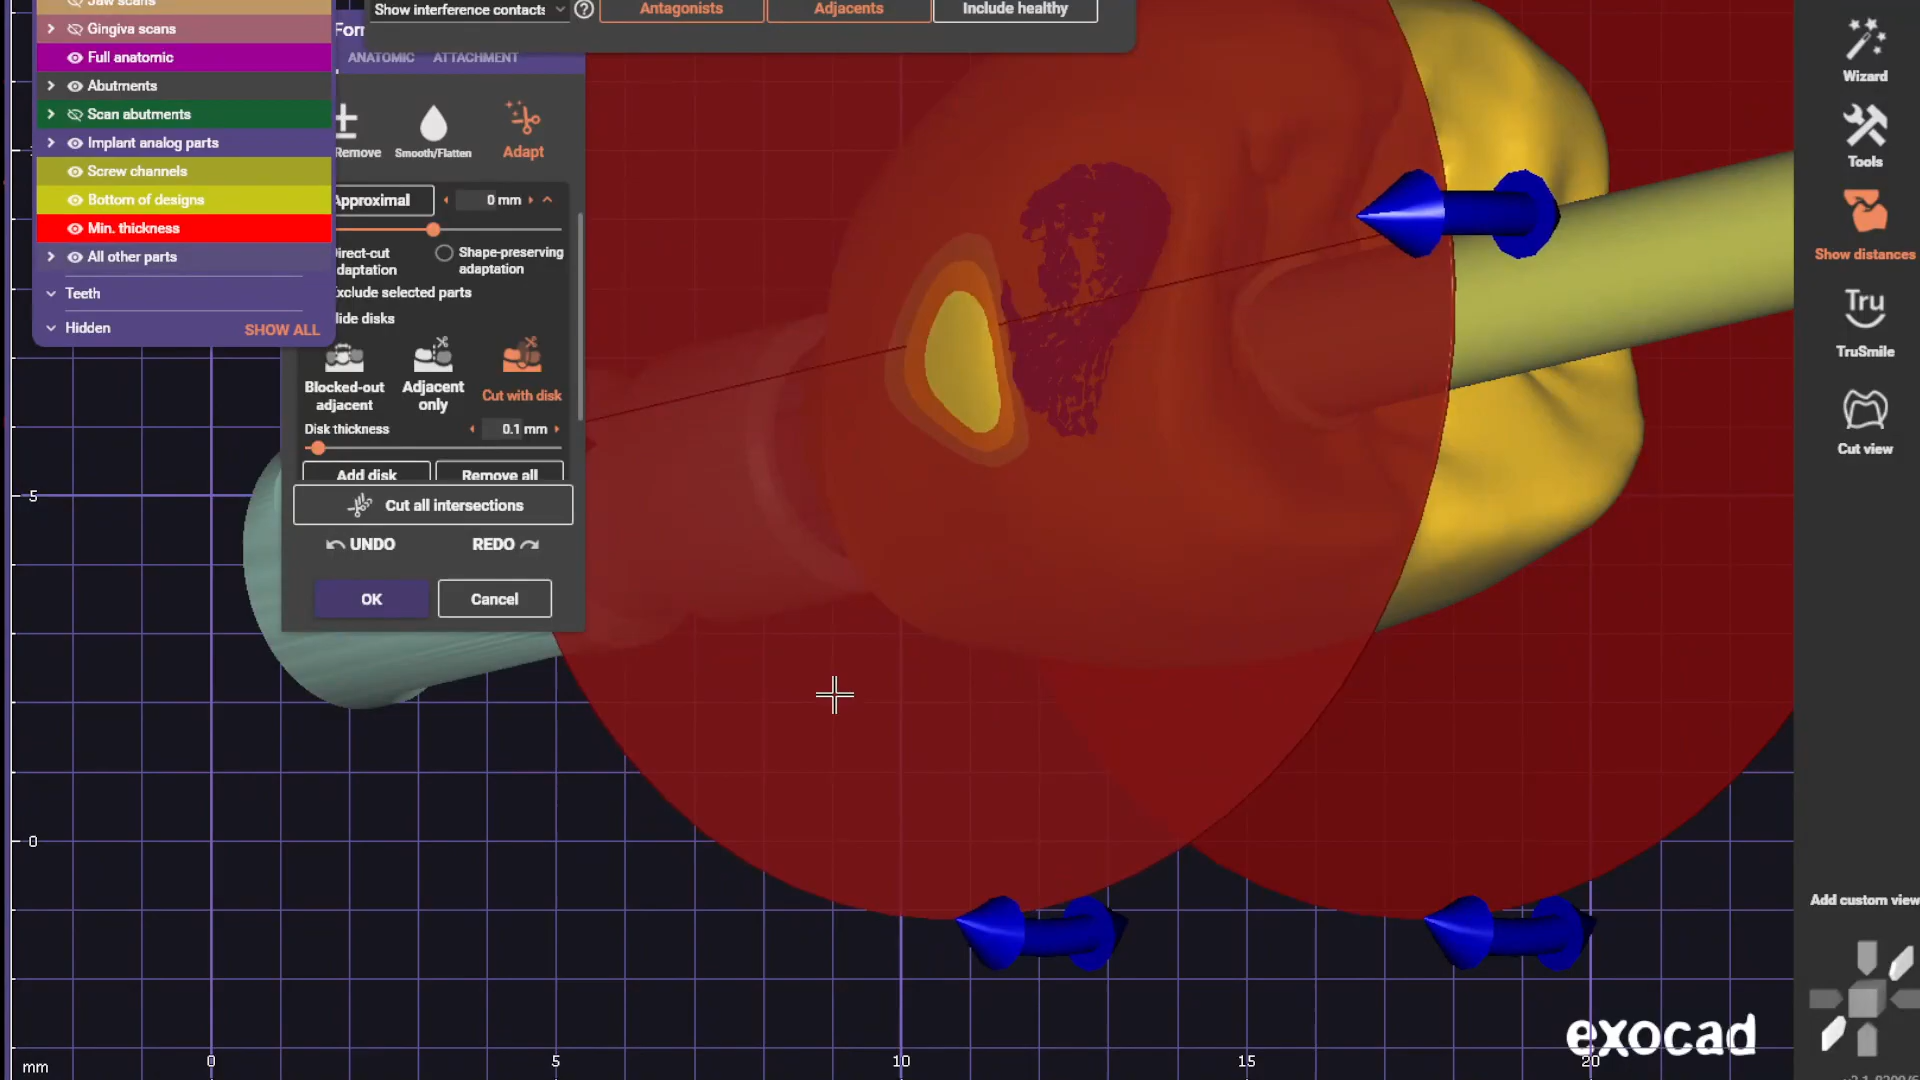 Jaw scans
Gingiva scans
Full anatomic
Abutments
Scan abutments
Implant analog parts
Screw channels
Bottom of designs
Min. thickness
All other parts
Teeth
Hidden
SHOW ALL
Show interference contacts
Antagonists
Adjacents
Include healthy
ANATOMIC
ATTACHMENT
Remove
Smooth/Flatten
Adapt
Approximal
0 mm
Shape-preserving
adaptation
Blocked-out
adjacent
Adjacent
only
Cut with disk
Disk thickness
0.1 mm
Add disk
Remove all
Cut all intersections
UNDO
REDO
OK
Cancel
Wizard
Tools
Show distances
Tru
TruSmile
Cut view
Add custom view
exocad
5
0
mm
0
5
10
15
20